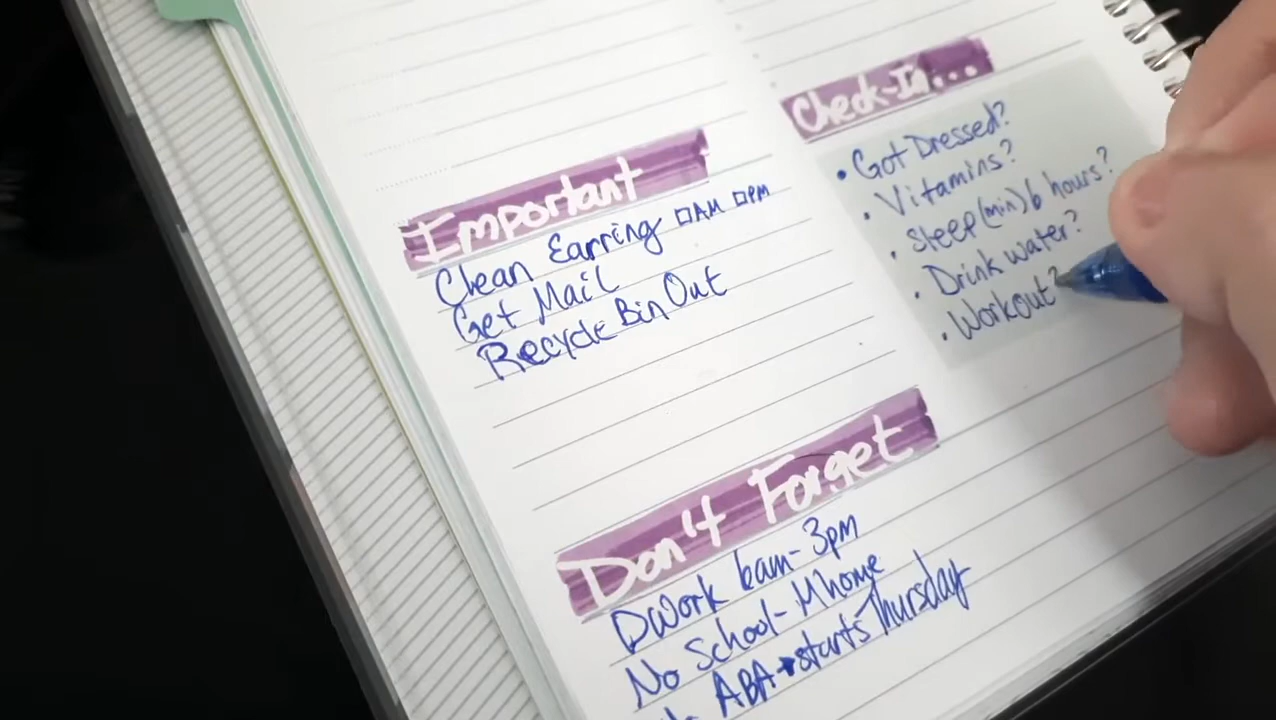 Important
Clean Earring □AM □PM
Get Mail
Recycle Bin Out
Check-In...
• Got Dressed?
• Vitamins?
• Sleep (min) 6 hours?
• Drink water?
• Workout?
Don't Forget
DWork 6am-3pm
No School- M home
ABA→starts Thursday